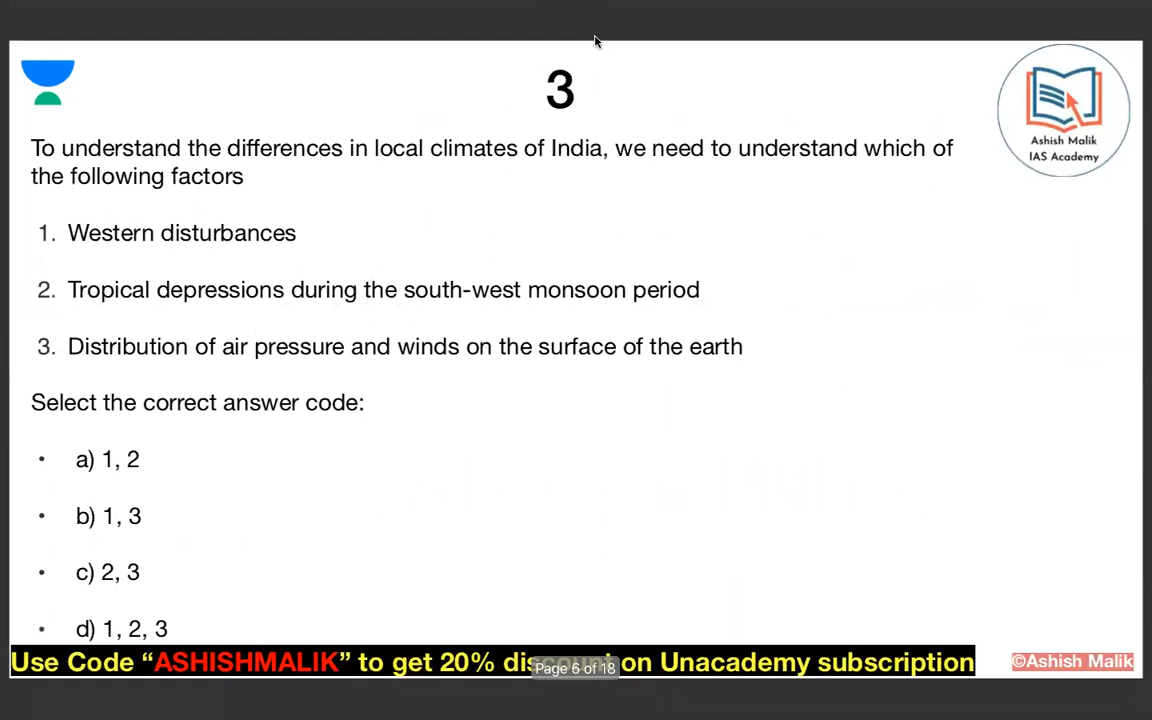 3
Ashish Malik
IAS Academy
To understand the differences in local climates of India, we need to understand which of
the following factors
1. Western disturbances
2. Tropical depressions during the south-west monsoon period
3. Distribution of air pressure and winds on the surface of the earth
Select the correct answer code:
• a) 1, 2
• b) 1, 3
• c) 2, 3
• d) 1, 2, 3
Use Code “ASHISHMALIK” to get 20% discount on Unacademy subscription
Page 6 of 18
©Ashish Malik